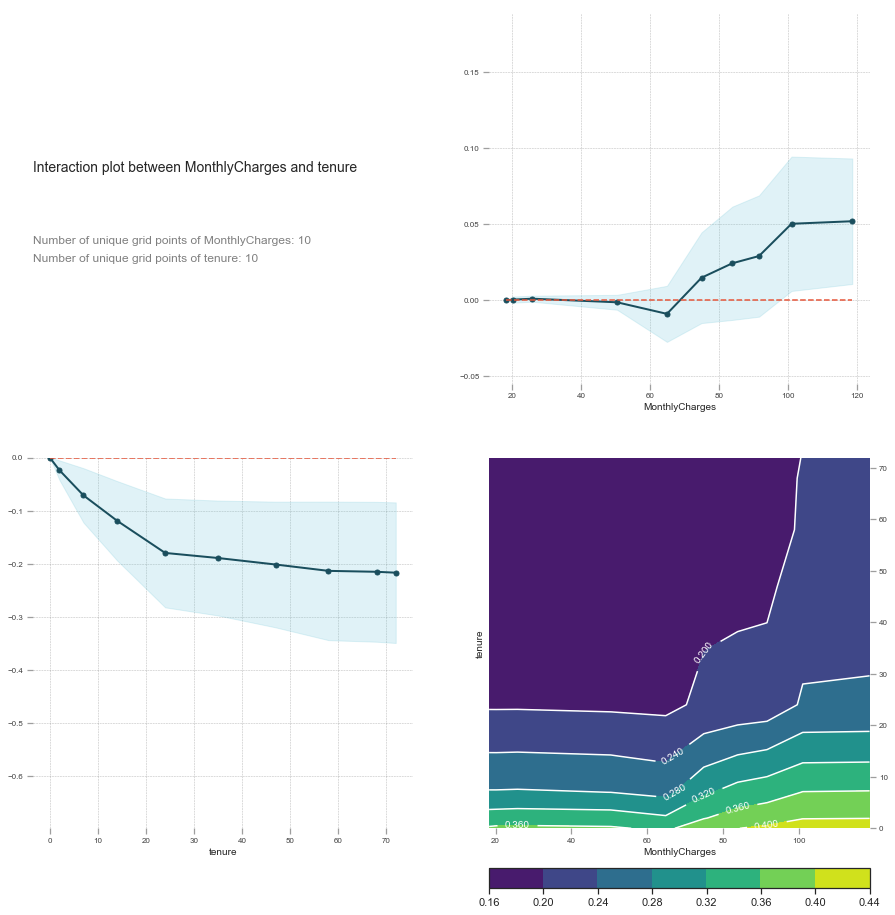 Interaction plot between MonthlyCharges and tenure
Number of unique grid points of MonthlyCharges: 10
Number of unique grid points of tenure: 10
0.15
0.10
0.05
0.00
−0.05
20 40 60 80 100 120
MonthlyCharges
0.0
−0.1
−0.2
−0.3
−0.4
−0.5
−0.6
0 10 20 30 40 50 60 70
tenure
70
60
50
40
30
20
10
0
tenure
0.200
0.240
0.280
0.320
0.360
0.360
0.400
20 40 60 80 100
MonthlyCharges
0.16 0.20 0.24 0.28 0.32 0.36 0.40 0.44